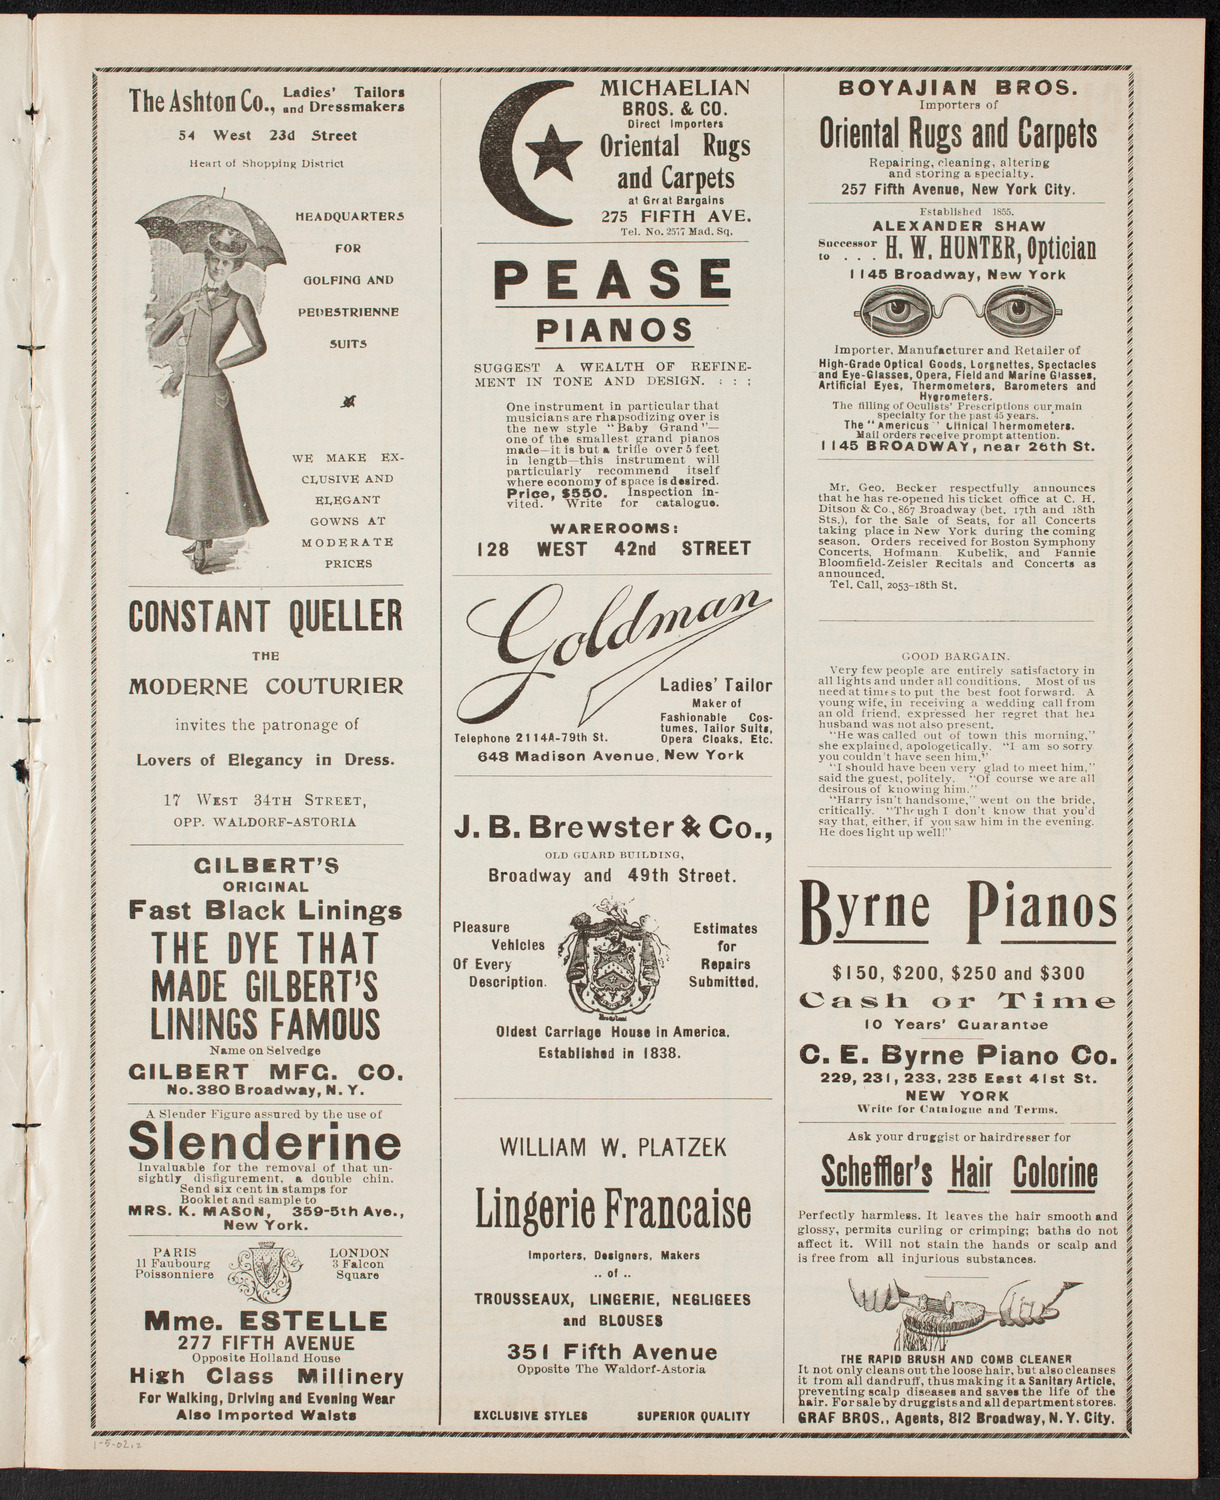 The Ashton Co., Ladies' Tailors and Dressmakers
54 West 23d Street
Heart of Shopping District
HEADQUARTERS
FOR
GOLFING AND
PEDESTRIENNE
SUITS
WE MAKE EX-
CLUSIVE AND
ELEGANT
GOWNS AT
MODERATE
PRICES
CONSTANT QUELLER
THE
MODERNE COUTURIER
invites the patronage of
Lovers of Elegancy in Dress.
17 WEST 34TH STREET,
OPP. WALDORF-ASTORIA
GILBERT'S
ORIGINAL
Fast Black Linings
THE DYE THAT
MADE GILBERT'S
LININGS FAMOUS
Name on Selvedge
GILBERT MFG. CO.
No. 380 Broadway, N. Y.
A Slender Figure assured by the use of
Slenderine
Invaluable for the removal of that un-
sightly disfigurement, a double chin.
Send six cent in stamps for
Booklet and sample to
MRS. K. MASON, 359-5th Ave.,
New York.
PARIS
11 Faubourg
Poissonniere
LONDON
3 Falcon
Square
Mme. ESTELLE
277 FIFTH AVENUE
Opposite Holland House
High Class Millinery
For Walking, Driving and Evening Wear
Also Imported Waists
MICHAELIAN
BROS. & CO.
Direct Importers
Oriental Rugs
and Carpets
at Great Bargains
275 FIFTH AVE.
Tel. No. 2577 Mad. Sq.
PEASE
PIANOS
SUGGEST A WEALTH OF REFINE-
MENT IN TONE AND DESIGN. : : :
One instrument in particular that
musicians are rhapsodizing over is
the new style "Baby Grand"—
one of the smallest grand pianos
made—it is but a trifle over 5 feet
in length—this instrument will
particularly recommend itself
where economy of space is desired.
Price, $550. Inspection in-
vited. Write for catalogue.
WAREROOMS:
128 WEST 42nd STREET
Goldman
Ladies' Tailor
Maker of
Fashionable Cos-
tumes, Tailor Suits,
Opera Cloaks, Etc.
Telephone 2114A-79th St.
648 Madison Avenue, New York
J. B. Brewster & Co.,
OLD GUARD BUILDING,
Broadway and 49th Street.
Pleasure
Vehicles
Of Every
Description.
Estimates
for
Repairs
Submitted.
Oldest Carriage House in America.
Established in 1838.
WILLIAM W. PLATZEK
Lingerie Francaise
Importers, Designers, Makers
.. of ..
TROUSSEAUX, LINGERIE, NEGLIGEES
and BLOUSES
351 Fifth Avenue
Opposite The Waldorf-Astoria
EXCLUSIVE STYLES SUPERIOR QUALITY
BOYAJIAN BROS.
Importers of
Oriental Rugs and Carpets
Repairing, cleaning, altering
and storing a specialty.
257 Fifth Avenue, New York City.
Established 1855.
ALEXANDER SHAW
Successor to . . . H. W. HUNTER, Optician
1145 Broadway, New York
Importer, Manufacturer and Retailer of
High-Grade Optical Goods, Lorgnettes, Spectacles
and Eye-Glasses, Opera, Field and Marine Glasses,
Artificial Eyes, Thermometers, Barometers and
Hygrometers.
The filling of Oculists' Prescriptions our main
specialty for the past 45 years.
The "Americus" Clinical Thermometers.
Mail orders receive prompt attention.
1145 BROADWAY, near 26th St.
Mr. Geo. Becker respectfully announces
that he has re-opened his ticket office at C. H.
Ditson & Co., 867 Broadway (bet. 17th and 18th
Sts.), for the Sale of Seats, for all Concerts
taking place in New York during the coming
season. Orders received for Boston Symphony
Concerts, Hofmann, Kubelik, and Fannie
Bloomfield-Zeisler Recitals and Concerts as
announced.
Tel. Call, 2053-18th St.
GOOD BARGAIN.
Very few people are entirely satisfactory in
all lights and under all conditions. Most of us
need at times to put the best foot forward. A
young wife, in receiving a wedding call from
an old friend, expressed her regret that her
husband was not also present.
"He was called out of town this morning,"
she explained, apologetically. "I am so sorry
you couldn't have seen him."
"I should have been very glad to meet him,"
said the guest, politely. "Of course we are all
desirous of knowing him."
"Harry isn't handsome," went on the bride,
critically. "Though I don't know that you'd
say that, either, if you saw him in the evening.
He does light up well!"
Byrne Pianos
$150, $200, $250 and $300
Cash or Time
10 Years' Guarantee
C. E. Byrne Piano Co.
229, 231, 233, 235 East 41st St.
NEW YORK
Write for Catalogue and Terms.
Ask your druggist or hairdresser for
Scheffler's Hair Colorine
Perfectly harmless. It leaves the hair smooth and
glossy, permits curling or crimping; baths do not
affect it. Will not stain the hands or scalp and
is free from all injurious substances.
THE RAPID BRUSH AND COMB CLEANER
It not only cleans out the loose hair, but also cleanses
it from all dandruff, thus making it a Sanitary Article,
preventing scalp diseases and saves the life of the
hair. For sale by druggists and all department stores.
GRAF BROS., Agents, 812 Broadway, N. Y. City.
1-5-02.2